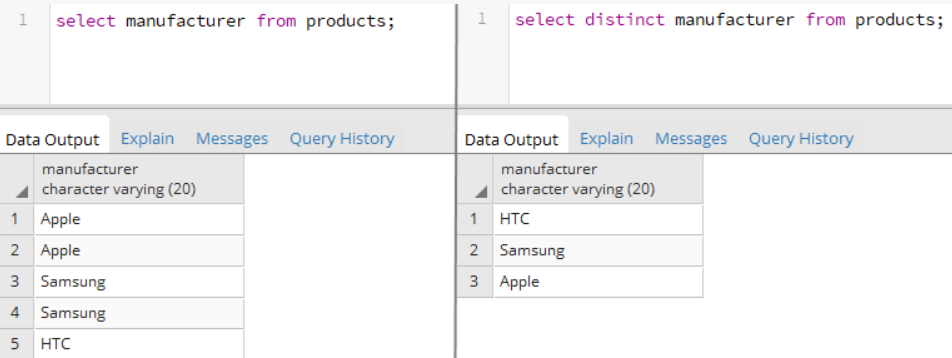 1 select manufacturer from products;
Data Output Explain Messages Query History
manufacturer
character varying (20)
1 Apple
2 Apple
3 Samsung
4 Samsung
5 HTC
1 select distinct manufacturer from products;
Data Output Explain Messages Query History
manufacturer
character varying (20)
1 HTC
2 Samsung
3 Apple